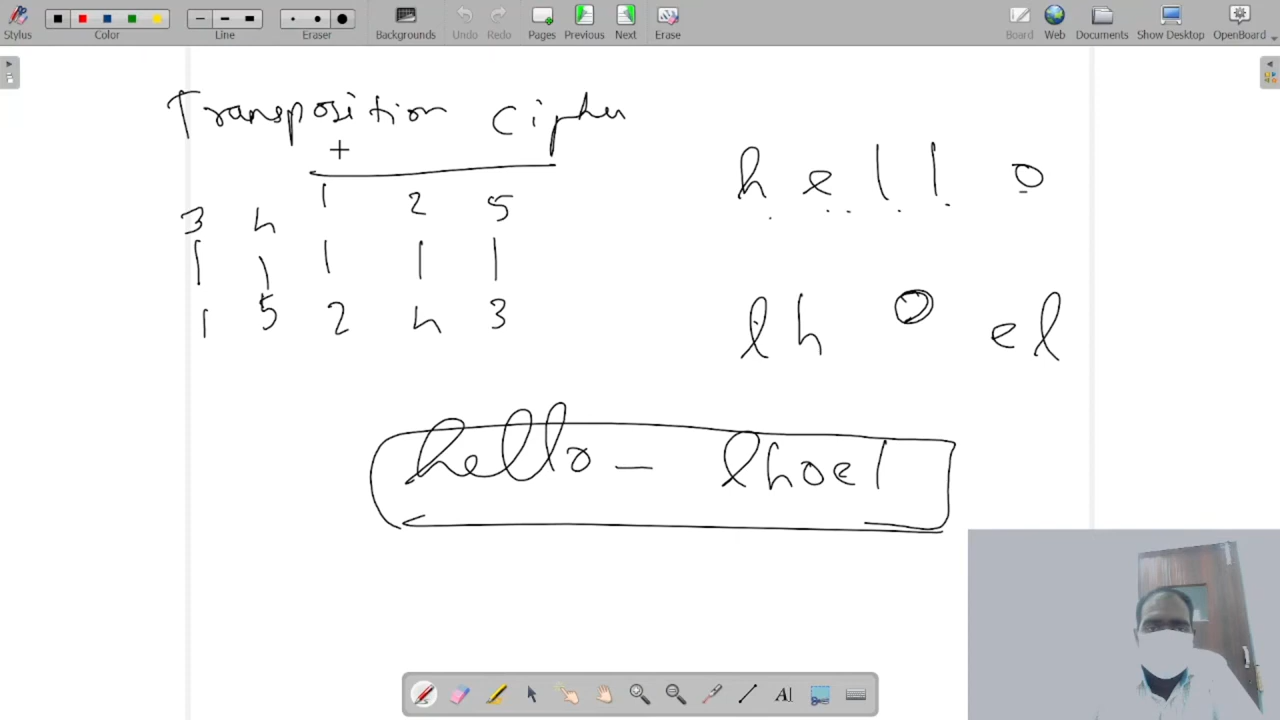 Stylus Color Line Eraser Backgrounds Undo Redo Pages Previous Next Erase Board Web Documents Show Desktop OpenBoard
Transposition cipher
+
3 4 1 2 5
1 5 2 4 3
h e l l o
l h o e l
hello - lhoel
AI